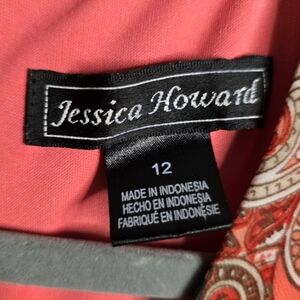 Jessica Howard
12
MADE IN INDONESIA
HECHO EN INDONESIA
FABRIQUÉ EN INDONÉSIE